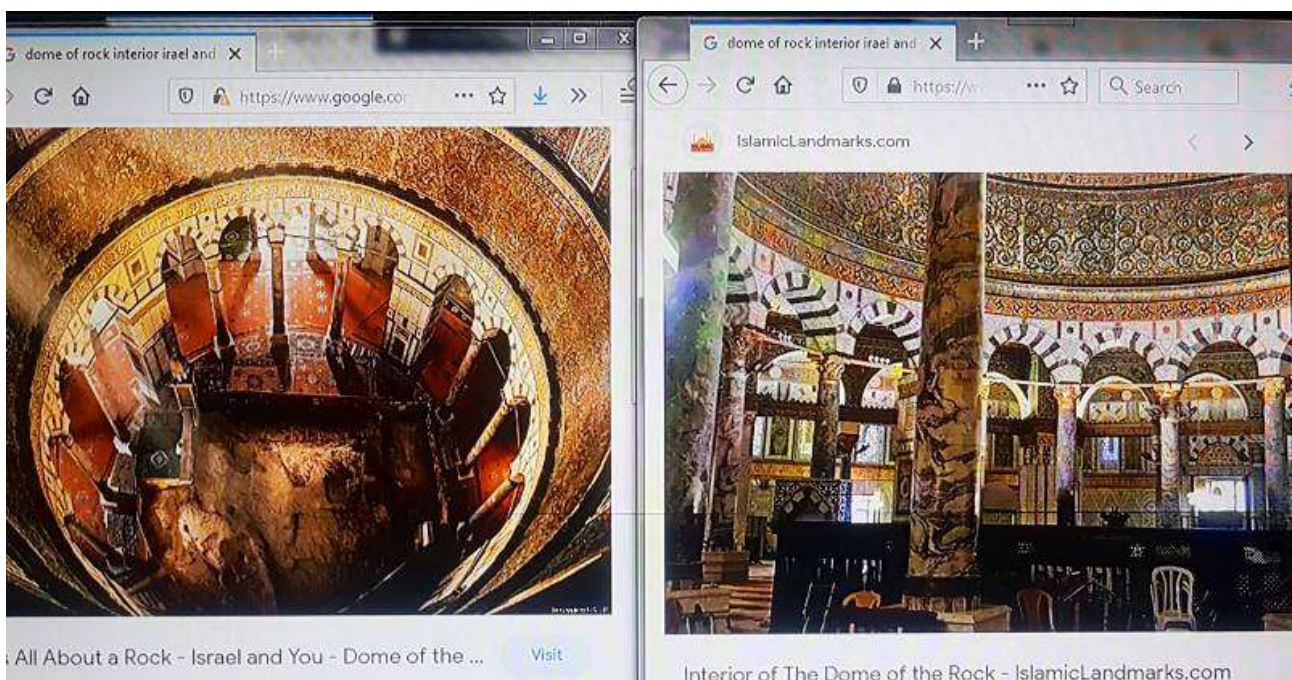 dome of rock interior irael and
https://www.google.co
All About a Rock - Israel and You - Dome of the ...
Visit
dome of rock interior irael and
https://
Search
IslamicLandmarks.com
Interior of The Dome of the Rock - IslamicLandmarks.com